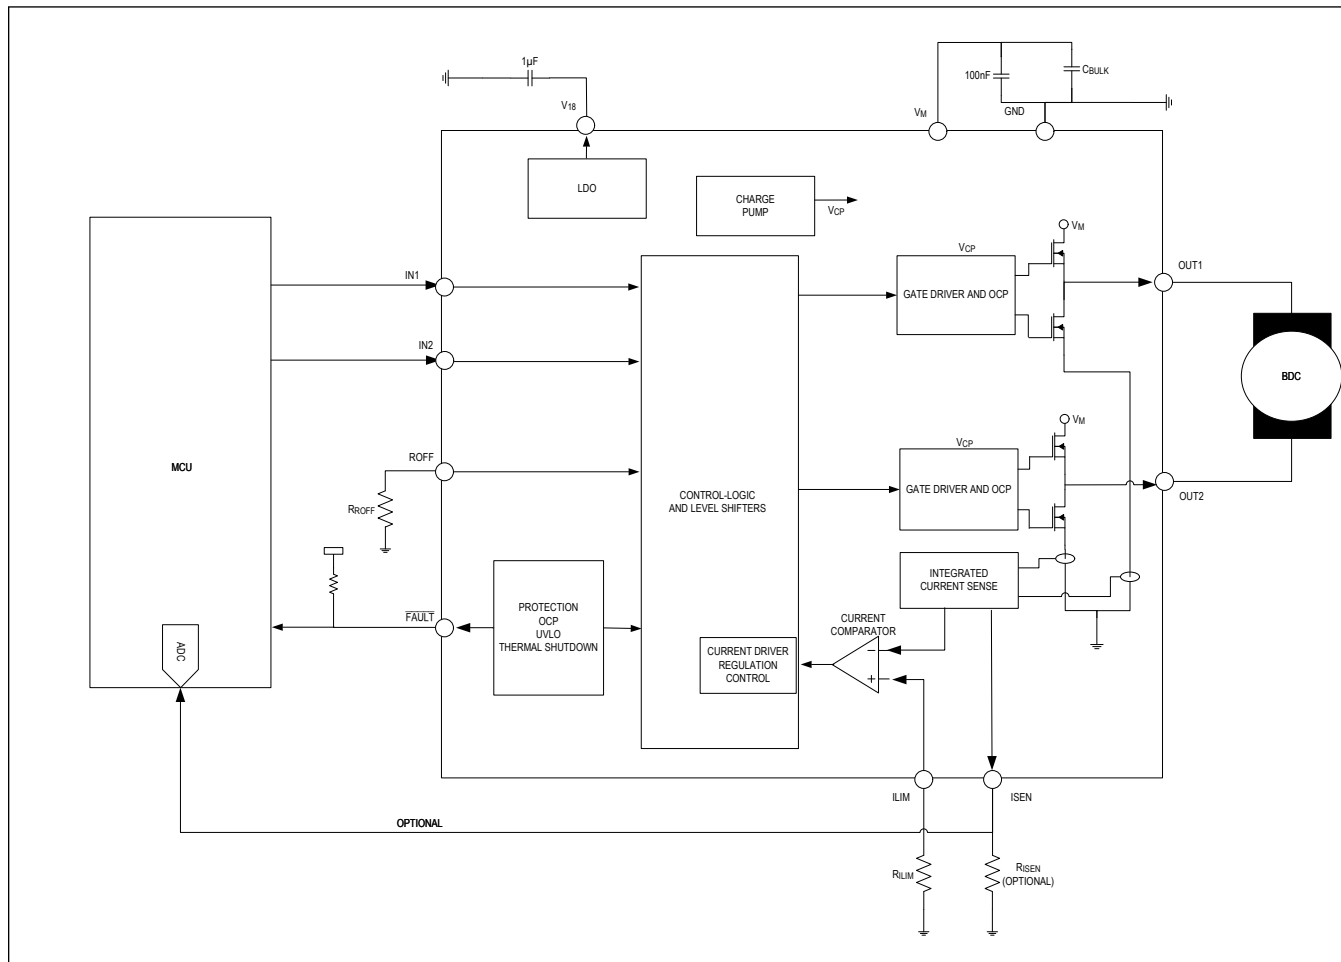 1µF
V18
VM
GND
100nF
CBULK
LDO
CHARGE
PUMP
VCP
MCU
IN1
IN2
ROFF
RROFF
FAULT
ADC
PROTECTION
OCP
UVLO
THERMAL SHUTDOWN
CONTROL-LOGIC
AND LEVEL SHIFTERS
CURRENT DRIVER
REGULATION
CONTROL
CURRENT
COMPARATOR
−
+
VCP
GATE DRIVER AND OCP
VM
OUT1
VCP
GATE DRIVER AND OCP
VM
OUT2
BDC
INTEGRATED
CURRENT SENSE
ILIM
ISEN
OPTIONAL
RILIM
RISEN
(OPTIONAL)